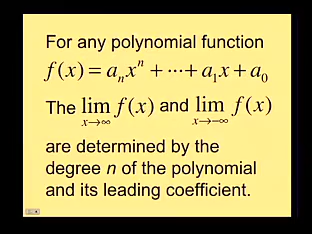 For any polynomial function
f(x) = aₙxⁿ + ⋯ + a₁x + a₀
The lim f(x) and lim f(x)
x→∞ x→−∞
are determined by the
degree n of the polynomial
and its leading coefficient.